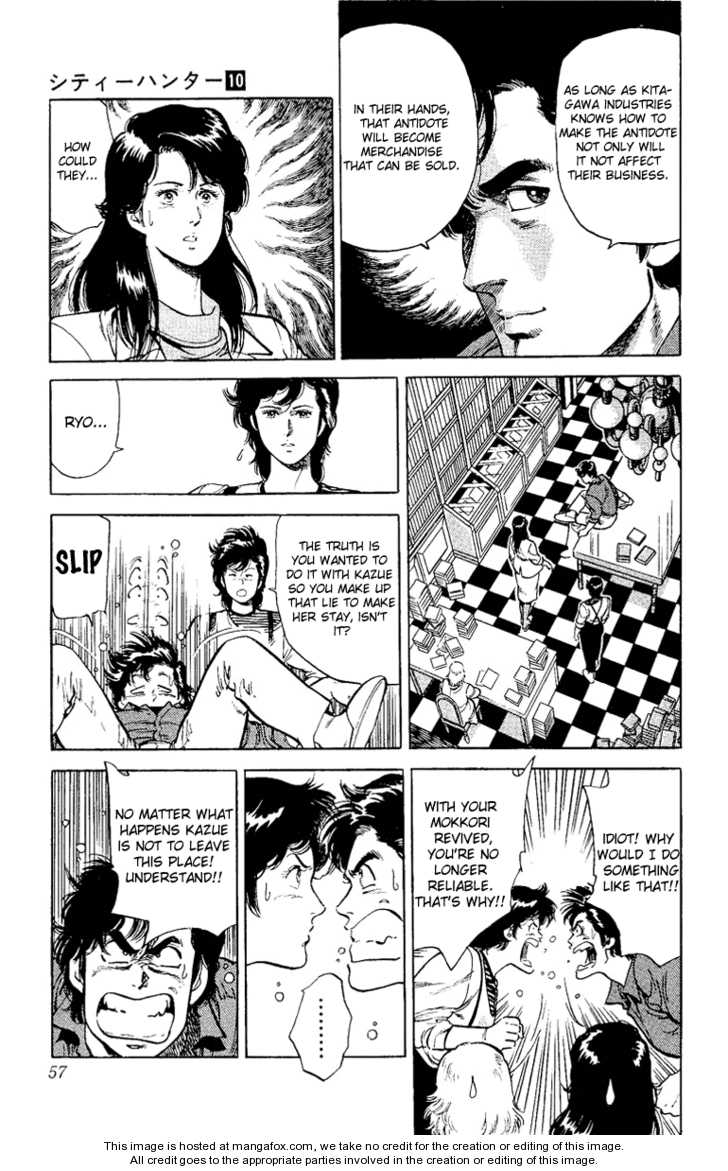 シティーハンター10
AS LONG AS KITA-
GAWA INDUSTRIES
KNOWS HOW TO
MAKE THE ANTIDOTE
NOT ONLY WILL
IT NOT AFFECT
THEIR BUSINESS.
IN THEIR HANDS,
THAT ANTIDOTE
WILL BECOME
MERCHANDISE
THAT CAN BE SOLD.
HOW
COULD
THEY...
RYO...
THE TRUTH IS
YOU WANTED TO
DO IT WITH KAZUE
SO YOU MAKE UP
THAT LIE TO MAKE
HER STAY, ISN'T
IT?
SLIP
IDIOT! WHY
WOULD I DO
SOMETHING
LIKE THAT!!
WITH YOUR
MOKKORI
REVIVED,
YOU'RE NO
LONGER
RELIABLE.
THAT'S WHY!!
........
NO MATTER WHAT
HAPPENS KAZUE
IS NOT TO LEAVE
THIS PLACE!
UNDERSTAND!!
57
This image is hosted at mangafox.com, we take no credit for the creation or editing of this image.
All credit goes to the appropriate parties involved in the creation or editing of this image.